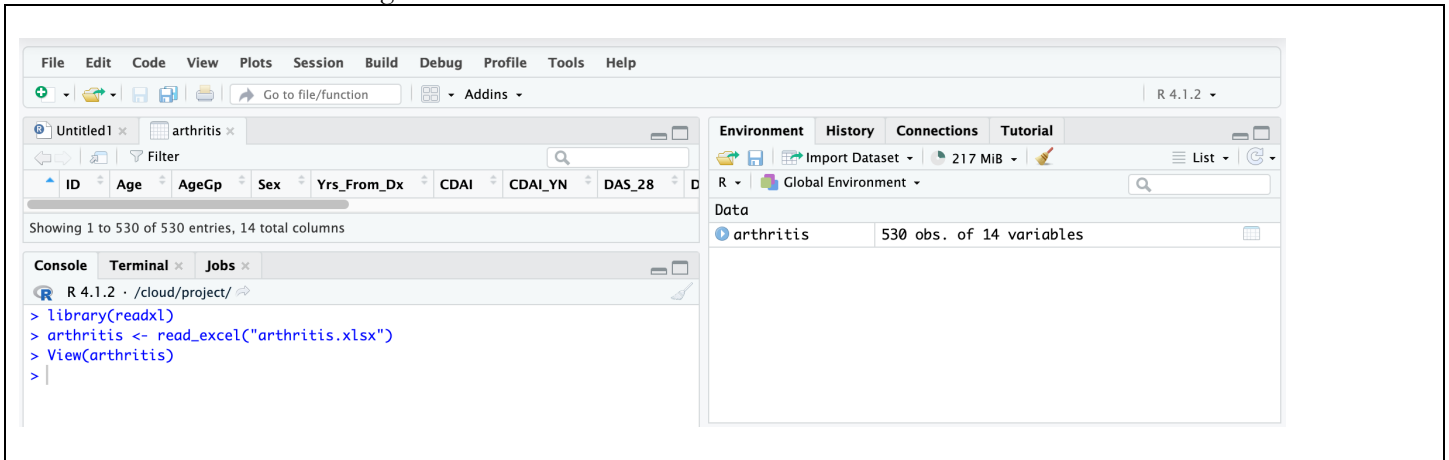 File Edit Code View Plots Session Build Debug Profile Tools Help
Go to file/function Addins R 4.1.2
Untitled1 arthritis
Filter
ID Age AgeGp Sex Yrs_From_Dx CDAI CDAI_YN DAS_28 D
Showing 1 to 530 of 530 entries, 14 total columns
Console Terminal Jobs
R 4.1.2 · /cloud/project/
> library(readxl)
> arthritis <- read_excel("arthritis.xlsx")
> View(arthritis)
>
Environment History Connections Tutorial
Import Dataset 217 MiB List
R Global Environment
Data
arthritis 530 obs. of 14 variables